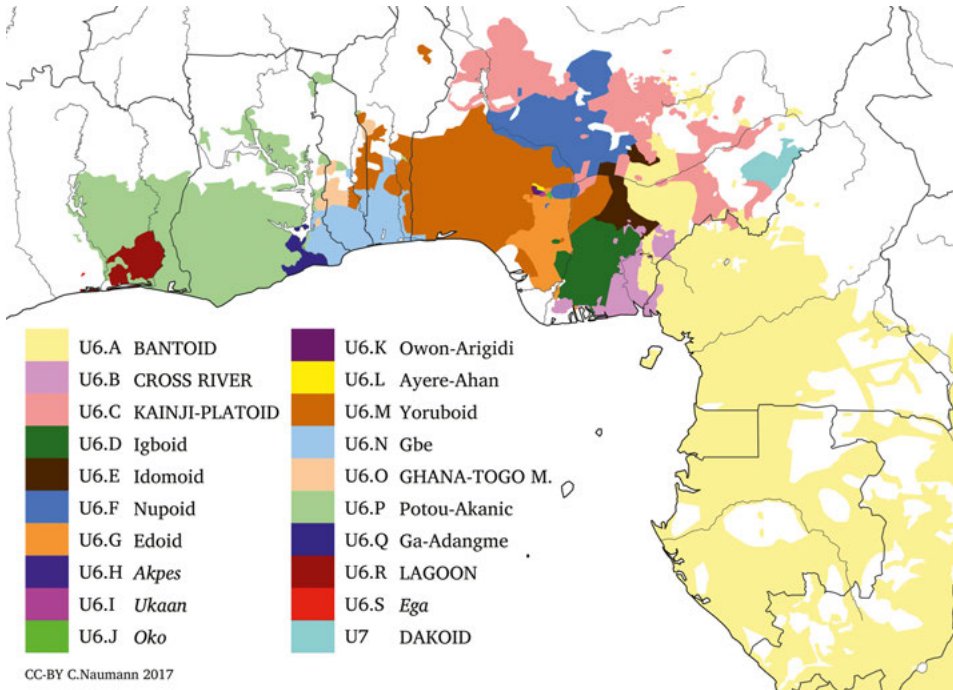 U6.A BANTOID
U6.B CROSS RIVER
U6.C KAINJI-PLATOID
U6.D Igboid
U6.E Idomoid
U6.F Nupoid
U6.G Edoid
U6.H Akpes
U6.I Ukaan
U6.J Oko
U6.K Owon-Arigidi
U6.L Ayere-Ahan
U6.M Yoruboid
U6.N Gbe
U6.O GHANA-TOGO M.
U6.P Potou-Akanic
U6.Q Ga-Adangme
U6.R LAGOON
U6.S Ega
U7 DAKOID
CC-BY C.Naumann 2017